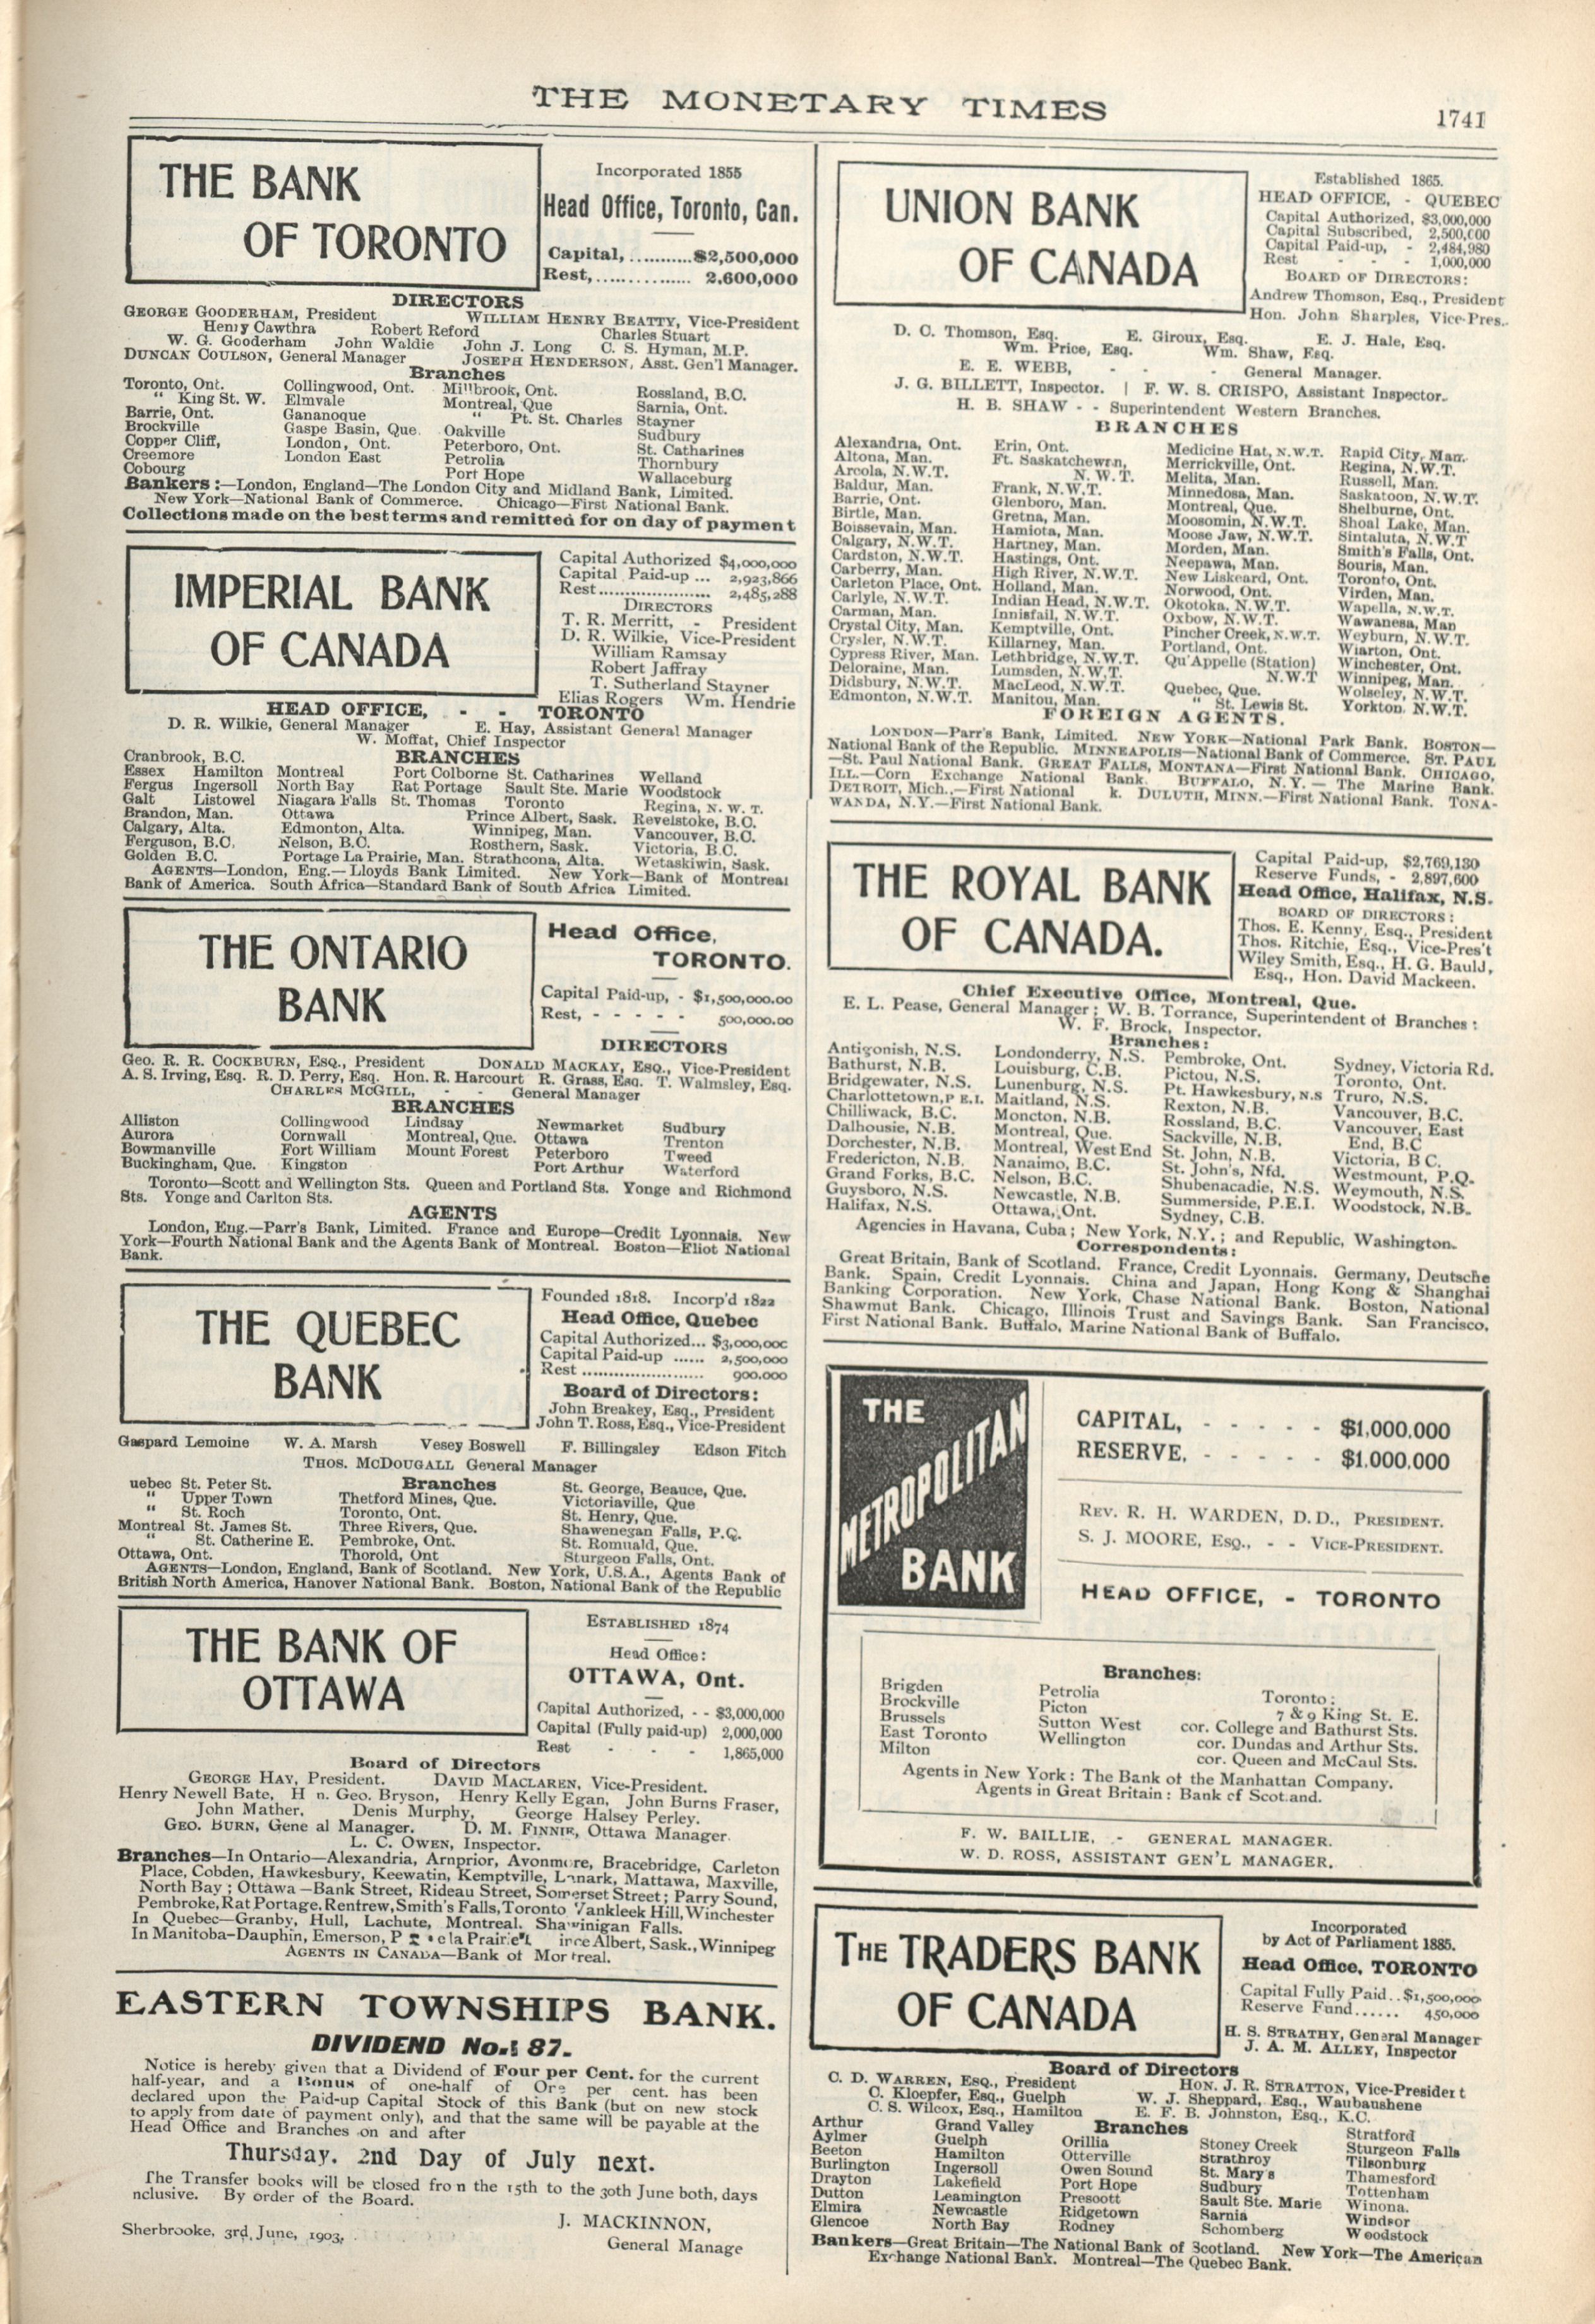 THE MONETARY TIMES
1741
THE BANK
OF TORONTO
Incorporated 1855
Head Office, Toronto, Can.
Capital,...........$2,500,000
Rest,............... 2.600,000
DIRECTORS
GEORGE GOODERHAM, President WILLIAM HENRY BEATTY, Vice-President
Henry Cawthra Robert Reford Charles Stuart
W. G. Gooderham John Waldie John J. Long C. S. Hyman, M.P.
DUNCAN COULSON, General Manager JOSEPH HENDERSON, Asst. Gen'l Manager.
Branches
Toronto, Ont. Collingwood, Ont. Millbrook, Ont. Rossland, B.C.
" King St. W. Elmvale Montreal, Que Sarnia, Ont.
Barrie, Ont. Gananoque " Pt. St. Charles Stayner
Brockville Gaspe Basin, Que. Oakville Sudbury
Copper Cliff, London, Ont. Peterboro, Ont. St. Catharines
Creemore London East Petrolia Thornbury
Cobourg Port Hope Wallaceburg
Bankers:—London, England—The London City and Midland Bank, Limited.
New York—National Bank of Commerce. Chicago—First National Bank.
Collections made on the best terms and remitted for on day of payment
IMPERIAL BANK
OF CANADA
Capital Authorized $4,000,000
Capital Paid-up ... 2,923,866
Rest.................... 2,485,288
DIRECTORS
T. R. Merritt, - President
D. R. Wilkie, Vice-President
William Ramsay
Robert Jaffray
T. Sutherland Stayner
Elias Rogers Wm. Hendrie
HEAD OFFICE, - - TORONTO
D. R. Wilkie, General Manager E. Hay, Assistant General Manager
W. Moffat, Chief Inspector
BRANCHES
Cranbrook, B.C.
Essex Hamilton Montreal Port Colborne St. Catharines Welland
Fergus Ingersoll North Bay Rat Portage Sault Ste. Marie Woodstock
Galt Listowel Niagara Falls St. Thomas Toronto Regina, N. W. T.
Brandon, Man. Ottawa Prince Albert, Sask. Revelstoke, B.C.
Calgary, Alta. Edmonton, Alta. Winnipeg, Man. Vancouver, B.C.
Ferguson, B.C. Nelson, B.C. Rosthern, Sask. Victoria, B.C.
Golden B.C. Portage La Prairie, Man. Strathcona, Alta. Wetaskiwin, Sask.
AGENTS—London, Eng.—Lloyds Bank Limited. New York—Bank of Montreal
Bank of America. South Africa—Standard Bank of South Africa Limited.
THE ONTARIO
BANK
Head Office,
TORONTO.
Capital Paid-up, - $1,500,000.00
Rest, - - - - - 500,000.00
DIRECTORS
Geo. R. R. COCKBURN, ESQ., President DONALD MACKAY, ESQ., Vice-President
A. S. Irving, Esq. R. D. Perry, Esq. Hon. R. Harcourt R. Grass, Esq. T. Walmsley, Esq.
CHARLES MCGILL, - - General Manager
BRANCHES
Alliston Collingwood Lindsay Newmarket Sudbury
Aurora Cornwall Montreal, Que. Ottawa Trenton
Bowmanville Fort William Mount Forest Peterboro Tweed
Buckingham, Que. Kingston Port Arthur Waterford
Toronto—Scott and Wellington Sts. Queen and Portland Sts. Yonge and Richmond
Sts. Yonge and Carlton Sts.
AGENTS
London, Eng.—Parr's Bank, Limited. France and Europe—Credit Lyonnais. New
York—Fourth National Bank and the Agents Bank of Montreal. Boston—Eliot National
Bank.
THE QUEBEC
BANK
Founded 1818. Incorp'd 1822
Head Office, Quebec
Capital Authorized... $3,000,000
Capital Paid-up ...... 2,500,000
Rest ........................ 900.000
Board of Directors:
John Breakey, Esq., President
John T. Ross, Esq., Vice-President
Gaspard Lemoine W. A. Marsh Vesey Boswell F. Billingsley Edson Fitch
THOS. MCDOUGALL General Manager
Branches
uebec St. Peter St. St. George, Beauce, Que.
" Upper Town Thetford Mines, Que. Victoriaville, Que
" St. Roch Toronto, Ont. St. Henry, Que.
Montreal St. James St. Three Rivers, Que. Shawenegan Falls, P.Q.
" St. Catherine E. Pembroke, Ont. St. Romuald, Que.
Ottawa, Ont. Thorold, Ont Sturgeon Falls, Ont.
AGENTS—London, England, Bank of Scotland. New York, U.S.A., Agents Bank of
British North America, Hanover National Bank. Boston, National Bank of the Republic
THE BANK OF
OTTAWA
ESTABLISHED 1874
Head Office:
OTTAWA, Ont.
Capital Authorized, - - $3,000,000
Capital (Fully paid-up) 2,000,000
Rest - - - 1,865,000
Board of Directors
GEORGE HAY, President. DAVID MACLAREN, Vice-President.
Henry Newell Bate, H n. Geo. Bryson, Henry Kelly Egan, John Burns Fraser,
John Mather, Denis Murphy, George Halsey Perley.
GEO. BURN, Gene al Manager. D. M. FINNIE, Ottawa Manager.
L. C. OWEN, Inspector.
Branches—In Ontario—Alexandria, Arnprior, Avonmore, Bracebridge, Carleton
Place, Cobden, Hawkesbury, Keewatin, Kemptville, Lanark, Mattawa, Maxville,
North Bay; Ottawa—Bank Street, Rideau Street, Somerset Street; Parry Sound,
Pembroke, Rat Portage, Renfrew, Smith's Falls, Toronto Vankleek Hill, Winchester
In Quebec—Granby, Hull, Lachute, Montreal. Shawinigan Falls.
In Manitoba-Dauphin, Emerson, la Prairie ince Albert, Sask., Winnipeg
AGENTS IN CANADA—Bank of Montreal.
EASTERN TOWNSHIPS BANK.
DIVIDEND No. 87.
Notice is hereby given that a Dividend of Four per Cent. for the current
half-year, and a Bonus of one-half of One per cent. has been
declared upon the Paid-up Capital Stock of this Bank (but on new stock
to apply from date of payment only), and that the same will be payable at the
Head Office and Branches on and after
Thursday. 2nd Day of July next.
The Transfer books will be closed fro n the 15th to the 30th June both, days
nclusive. By order of the Board.
J. MACKINNON,
General Manage
Sherbrooke, 3rd, June, 1903.
UNION BANK
OF CANADA
Established 1865.
HEAD OFFICE, - QUEBEC
Capital Authorized, $3,000,000
Capital Subscribed, 2,500,000
Capital Paid-up, - 2,484,980
Rest - - - 1,000,000
BOARD OF DIRECTORS:
Andrew Thomson, Esq., President
Hon. John Sharples, Vice-Pres.
D. C. Thomson, Esq. E. Giroux, Esq. E. J. Hale, Esq.
Wm. Price, Esq. Wm. Shaw, Esq.
E. E. WEBB, - - - General Manager.
J. G. BILLETT, Inspector. | F. W. S. CRISPO, Assistant Inspector.
H. B. SHAW - - Superintendent Western Branches.
BRANCHES
Alexandria, Ont. Erin, Ont. Medicine Hat, N.W.T. Rapid City, Man.
Altona, Man. Ft. Saskatchewan, Merrickville, Ont. Regina, N.W.T.
Arcola, N.W.T. N. W. T. Melita, Man. Russell, Man.
Baldur, Man. Frank, N.W.T. Minnedosa, Man. Saskatoon, N.W.T.
Barrie, Ont. Glenboro, Man. Montreal, Que. Shelburne, Ont.
Birtle, Man. Gretna, Man. Moosomin, N.W.T. Shoal Lake, Man.
Boissevain, Man. Hamiota, Man. Moose Jaw, N.W.T. Sintaluta, N.W.T
Calgary, N.W.T. Hartney, Man. Morden, Man. Smith's Falls, Ont.
Cardston, N.W.T. Hastings, Ont. Neepawa, Man. Souris, Man.
Carberry, Man. High River, N.W.T. New Liskeard, Ont. Toronto, Ont.
Carleton Place, Ont. Holland, Man. Norwood, Ont. Virden, Man.
Carlyle, N.W.T. Indian Head, N.W.T. Okotoka, N.W.T. Wapella, N.W.T.
Carman, Man. Innisfail, N.W.T. Oxbow, N.W.T. Wawanesa, Man
Crystal City, Man. Kemptville, Ont. Pincher Creek, N.W.T. Weyburn, N.W.T.
Crysler, N.W.T. Killarney, Man. Portland, Ont. Wiarton, Ont.
Cypress River, Man. Lethbridge, N.W.T. Qu'Appelle (Station) Winchester, Ont.
Deloraine, Man. Lumsden, N.W.T. N.W.T Winnipeg, Man.
Didsbury, N.W.T. MacLeod, N.W.T. Quebec, Que. Wolseley, N.W.T.
Edmonton, N.W.T. Manitou, Man. " St. Lewis St. Yorkton, N.W.T.
FOREIGN AGENTS.
LONDON—Parr's Bank, Limited. NEW YORK—National Park Bank. BOSTON—
National Bank of the Republic. MINNEAPOLIS—National Bank of Commerce. ST. PAUL
—St. Paul National Bank. GREAT FALLS, MONTANA—First National Bank. CHICAGO,
ILL.—Corn Exchange National Bank. BUFFALO, N.Y.—The Marine Bank.
DETROIT, Mich.,—First National k. DULUTH, MINN.—First National Bank. TONA-
WANDA, N.Y.—First National Bank.
THE ROYAL BANK
OF CANADA.
Capital Paid-up, $2,769,130
Reserve Funds, - 2,897,600
Head Office, Halifax, N.S.
BOARD OF DIRECTORS:
Thos. E. Kenny, Esq., President
Thos. Ritchie, Esq., Vice-Pres't
Wiley Smith, Esq., H. G. Bauld,
Esq., Hon. David Mackeen.
Chief Executive Office, Montreal, Que.
E. L. Pease, General Manager; W. B. Torrance, Superintendent of Branches:
W. F. Brock, Inspector.
Branches:
Antigonish, N.S. Londonderry, N.S. Pembroke, Ont. Sydney, Victoria Rd.
Bathurst, N.B. Louisburg, C.B. Pictou, N.S. Toronto, Ont.
Bridgewater, N.S. Lunenburg, N.S. Pt. Hawkesbury, N.S Truro, N.S.
Charlottetown, P E.I. Maitland, N.S. Rexton, N.B. Vancouver, B.C.
Chilliwack, B.C. Moncton, N.B. Rossland, B.C. Vancouver, East
Dalhousie, N.B. Montreal, Que. Sackville, N.B. End, B.C
Dorchester, N.B. Montreal, West End St. John, N.B. Victoria, B C.
Fredericton, N.B. Nanaimo, B.C. St. John's, Nfd. Westmount, P.Q.
Grand Forks, B.C. Nelson, B.C. Shubenacadie, N.S. Weymouth, N.S.
Guysboro, N.S. Newcastle, N.B. Summerside, P.E.I. Woodstock, N.B.
Halifax, N.S. Ottawa, Ont. Sydney, C.B.
Agencies in Havana, Cuba; New York, N.Y.; and Republic, Washington.
Correspondents:
Great Britain, Bank of Scotland. France, Credit Lyonnais. Germany, Deutsche
Bank. Spain, Credit Lyonnais. China and Japan, Hong Kong & Shanghai
Banking Corporation. New York, Chase National Bank. Boston, National
Shawmut Bank. Chicago, Illinois Trust and Savings Bank. San Francisco,
First National Bank. Buffalo, Marine National Bank of Buffalo.
THE
METROPOLITAN
BANK
CAPITAL, - - - - - $1,000.000
RESERVE, - - - - - $1.000,000
REV. R. H. WARDEN, D.D., PRESIDENT.
S. J. MOORE, ESQ., - - VICE-PRESIDENT.
HEAD OFFICE, - TORONTO
Branches:
Brigden Petrolia Toronto:
Brockville Picton 7 & 9 King St. E.
Brussels Sutton West cor. College and Bathurst Sts.
East Toronto Wellington cor. Dundas and Arthur Sts.
Milton cor. Queen and McCaul Sts.
Agents in New York: The Bank of the Manhattan Company.
Agents in Great Britain: Bank of Scotland.
F. W. BAILLIE, - GENERAL MANAGER.
W. D. ROSS, ASSISTANT GEN'L MANAGER.
THE TRADERS BANK
OF CANADA
Incorporated
by Act of Parliament 1885.
Head Office, TORONTO
Capital Fully Paid..$1,500,000
Reserve Fund...... 450,000
H. S. STRATHY, General Manager
J. A. M. ALLEY, Inspector
Board of Directors
C. D. WARREN, ESQ., President HON. J. R. STRATTON, Vice-President
C. Kloepfer, Esq., Guelph W. J. Sheppard, Esq., Waubaushene
C. S. Wilcox, Esq., Hamilton E. F. B. Johnston, Esq., K.C.
Branches
Arthur Grand Valley Orillia Stoney Creek Stratford
Aylmer Guelph Otterville Strathroy Sturgeon Falls
Beeton Hamilton Owen Sound St. Mary's Tilsonburg
Burlington Ingersoll Port Hope Sudbury Thamesford
Drayton Lakefield Prescott Sault Ste. Marie Tottenham
Dutton Leamington Ridgetown Sarnia Winona.
Elmira Newcastle Rodney Schomberg Windsor
Glencoe North Bay Woodstock
Bankers—Great Britain—The National Bank of Scotland. New York—The American
Exchange National Bank. Montreal—The Quebec Bank.